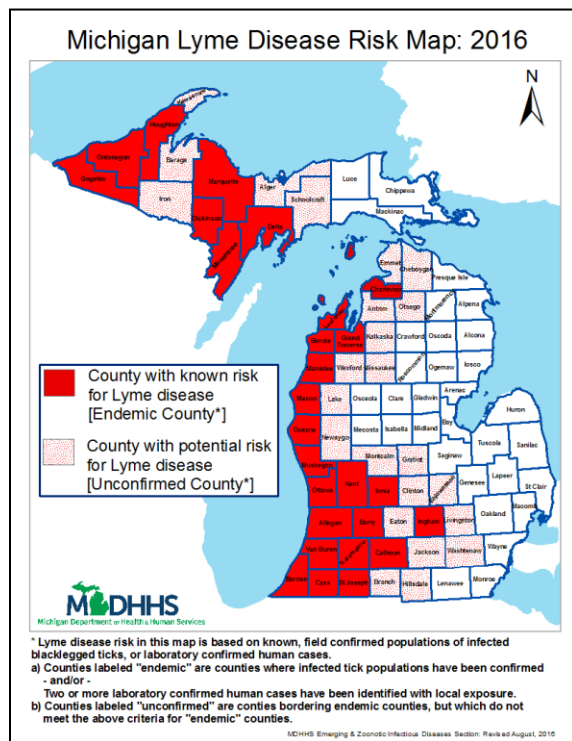 Michigan Lyme Disease Risk Map: 2016
N
Keweenaw
Houghton
Ontonagon
Baraga
Gogebic
Marquette
Luce
Alger
Chippewa
Schoolcraft
Iron
Mackinac
Dickinson
Delta
Menominee
Emmet
Cheboygan
Presque Isle
Charlevoix
Antrim
Otsego
Montmorency
Alpena
Leelanau
Benzie
Grand
Traverse
Kalkaska
Crawford
Oscoda
Alcona
Manistee
Wexford
Missaukee
Roscommon
Ogemaw
Iosco
Arenac
Mason
Lake
Osceola
Clare
Gladwin
Huron
Bay
Oceana
Newaygo
Mecosta
Isabella
Midland
Tuscola
Sanilac
Muskegon
Montcalm
Gratiot
Saginaw
Lapeer
St Clair
Ottawa
Kent
Ionia
Clinton
Shiawassee
Genesee
Macomb
Oakland
Allegan
Barry
Eaton
Ingham
Livingston
Van Buren
Kalamazoo
Calhoun
Jackson
Washtenaw
Wayne
Berrien
Cass
St Joseph
Branch
Hillsdale
Lenawee
Monroe
County with known risk
for Lyme disease
[Endemic County*]
County with potential risk
for Lyme disease
[Unconfirmed County*]
MDHHS
Michigan Department of Health & Human Services
* Lyme disease risk in this map is based on known, field confirmed populations of infected
blacklegged ticks, or laboratory confirmed human cases.
a) Counties labeled "endemic" are counties where infected tick populations have been confirmed
- and/or -
Two or more laboratory confirmed human cases have been identified with local exposure.
b) Counties labeled "unconfirmed" are conties bordering endemic counties, but which do not
meet the above criteria for "endemic" counties.
MDHHS Emerging & Zoonotic Infectious Diseases Section: Revised August, 2016